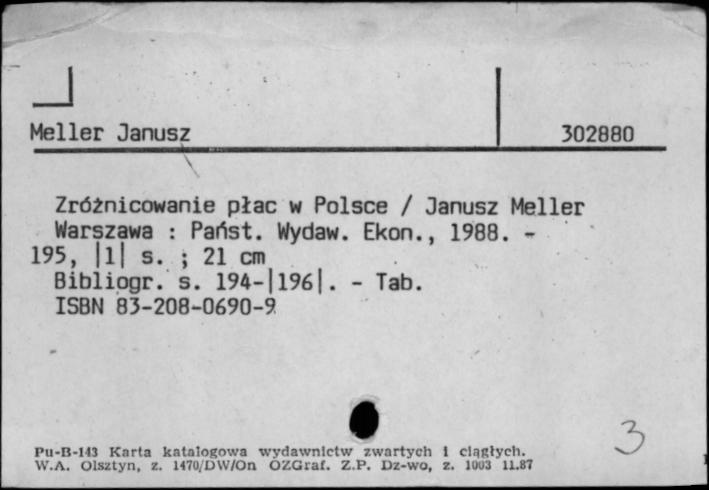 Meller Janusz 302880
Zróżnicowanie płac w Polsce / Janusz Meller
Warszawa : Państ. Wydaw. Ekon., 1988. -
195, |1| s. ; 21 cm
Bibliogr. s. 194-|196|. - Tab.
ISBN 83-208-0690-9
3
Pu-B-143 Karta katalogowa wydawnictw zwartych i ciągłych.
W.A. Olsztyn, z. 1470/DW/On OZGraf. Z.P. Dz-wo, z. 1003 11.87